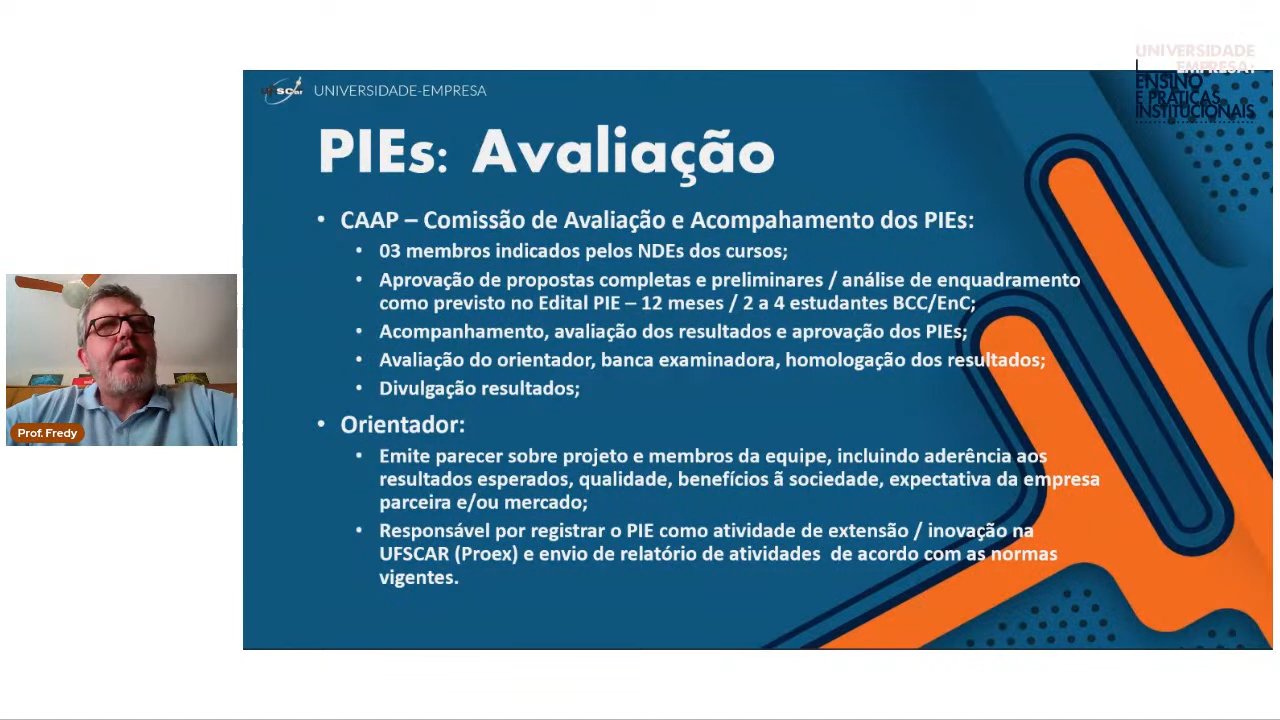 UNIVERSIDADE
EMPRESA:
ENSINO
E PRÁTICAS
INSTITUCIONAIS
UFSCar
UNIVERSIDADE-EMPRESA
PIEs: Avaliação
• CAAP – Comissão de Avaliação e Acompahamento dos PIEs:
• 03 membros indicados pelos NDEs dos cursos;
• Aprovação de propostas completas e preliminares / análise de enquadramento
como previsto no Edital PIE – 12 meses / 2 a 4 estudantes BCC/EnC;
• Acompanhamento, avaliação dos resultados e aprovação dos PIEs;
• Avaliação do orientador, banca examinadora, homologação dos resultados;
• Divulgação resultados;
• Orientador:
• Emite parecer sobre projeto e membros da equipe, incluindo aderência aos
resultados esperados, qualidade, benefícios ã sociedade, expectativa da empresa
parceira e/ou mercado;
• Responsável por registrar o PIE como atividade de extensão / inovação na
UFSCAR (Proex) e envio de relatório de atividades de acordo com as normas
vigentes.
Prof. Fredy